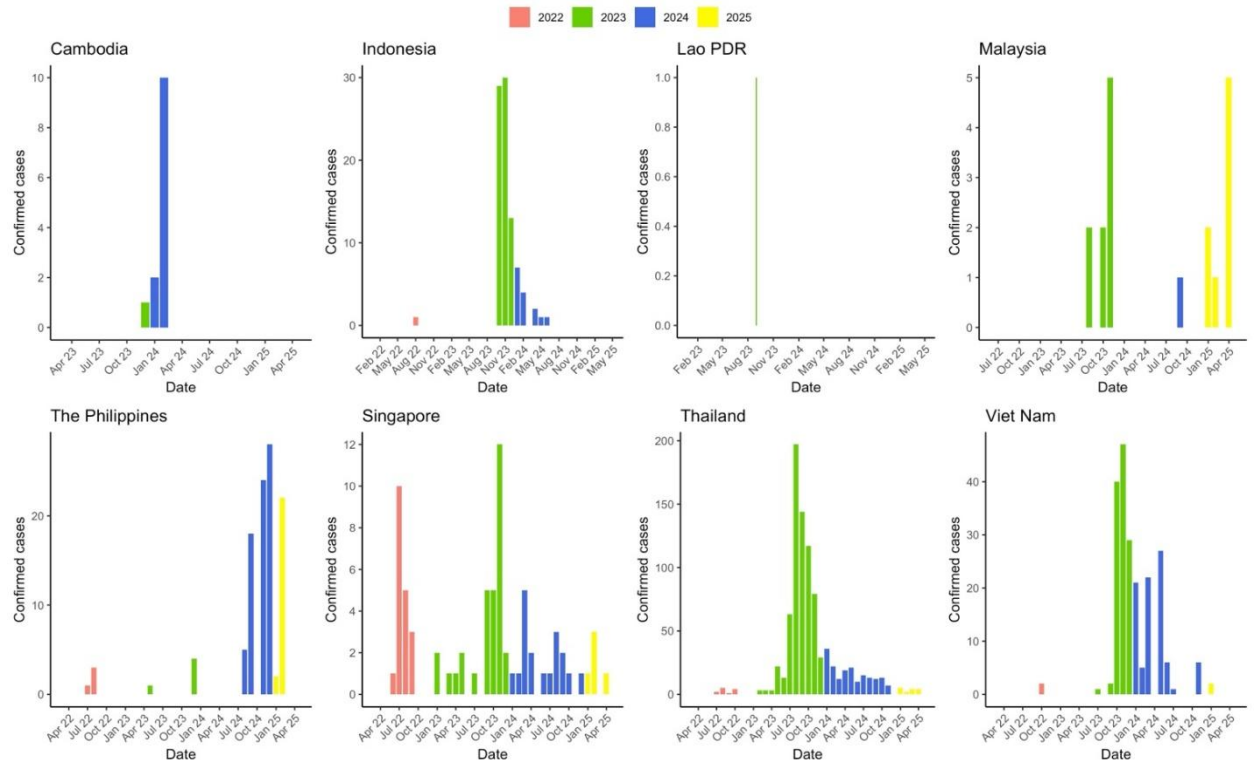 2022 2023 2024 2025
Cambodia
Confirmed cases
10
8
6
4
2
0
Apr 23 Jul 23 Oct 23 Jan 24 Apr 24 Jul 24 Oct 24 Jan 25 Apr 25
Date
Indonesia
Confirmed cases
30
20
10
0
Feb 22 May 22 Aug 22 Nov 22 Feb 23 May 23 Aug 23 Nov 23 Feb 24 May 24 Aug 24 Nov 24 Feb 25 May 25
Date
Lao PDR
Confirmed cases
1.0
0.8
0.6
0.4
0.2
0.0
Feb 23 May 23 Aug 23 Nov 23 Feb 24 May 24 Aug 24 Nov 24 Feb 25 May 25
Date
Malaysia
Confirmed cases
5
4
3
2
1
0
Jul 22 Oct 22 Jan 23 Apr 23 Jul 23 Oct 23 Jan 24 Apr 24 Jul 24 Oct 24 Jan 25 Apr 25
Date
The Philippines
Confirmed cases
20
10
0
Apr 22 Jul 22 Oct 22 Jan 23 Apr 23 Jul 23 Oct 23 Jan 24 Apr 24 Jul 24 Oct 24 Jan 25 Apr 25
Date
Singapore
Confirmed cases
12
10
8
6
4
2
0
Apr 22 Jul 22 Oct 22 Jan 23 Apr 23 Jul 23 Oct 23 Jan 24 Apr 24 Jul 24 Oct 24 Jan 25 Apr 25
Date
Thailand
Confirmed cases
200
150
100
50
0
Apr 22 Jul 22 Oct 22 Jan 23 Apr 23 Jul 23 Oct 23 Jan 24 Apr 24 Jul 24 Oct 24 Jan 25 Apr 25
Date
Viet Nam
Confirmed cases
40
30
20
10
0
Apr 22 Jul 22 Oct 22 Jan 23 Apr 23 Jul 23 Oct 23 Jan 24 Apr 24 Jul 24 Oct 24 Jan 25 Apr 25
Date